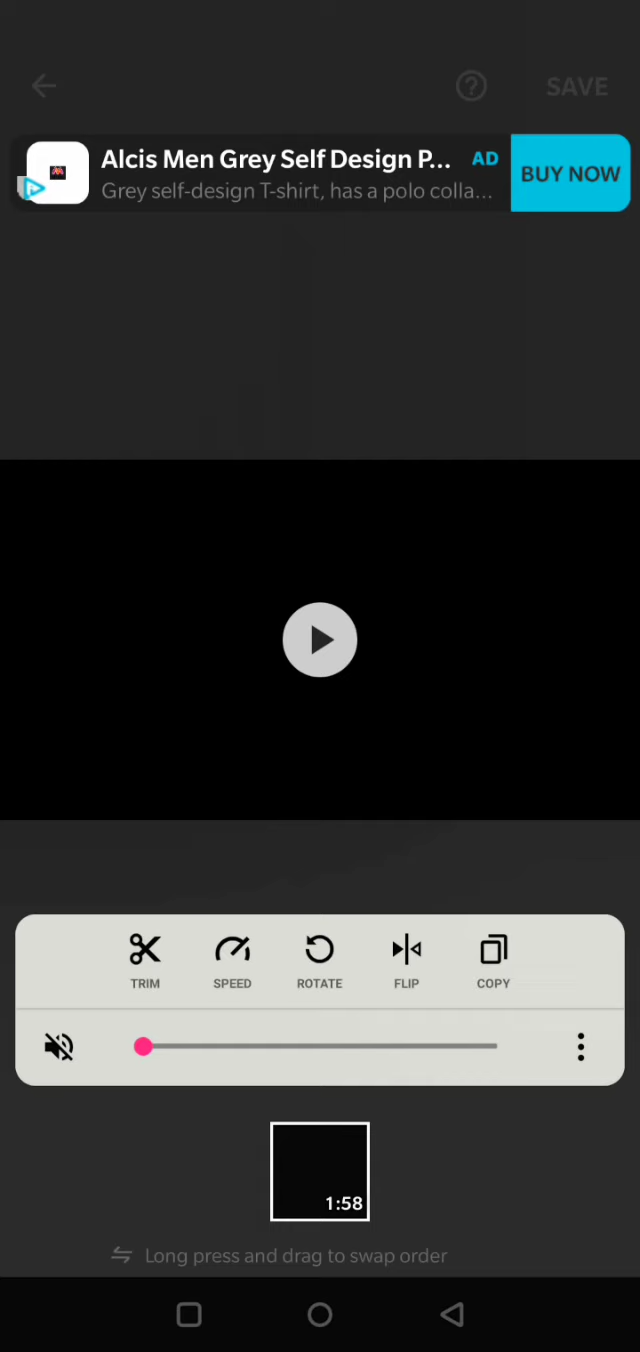 SAVE
Alcis Men Grey Self Design P... AD
Grey self-design T-shirt, has a polo colla...
BUY NOW
TRIM SPEED ROTATE FLIP COPY
1:58
Long press and drag to swap order